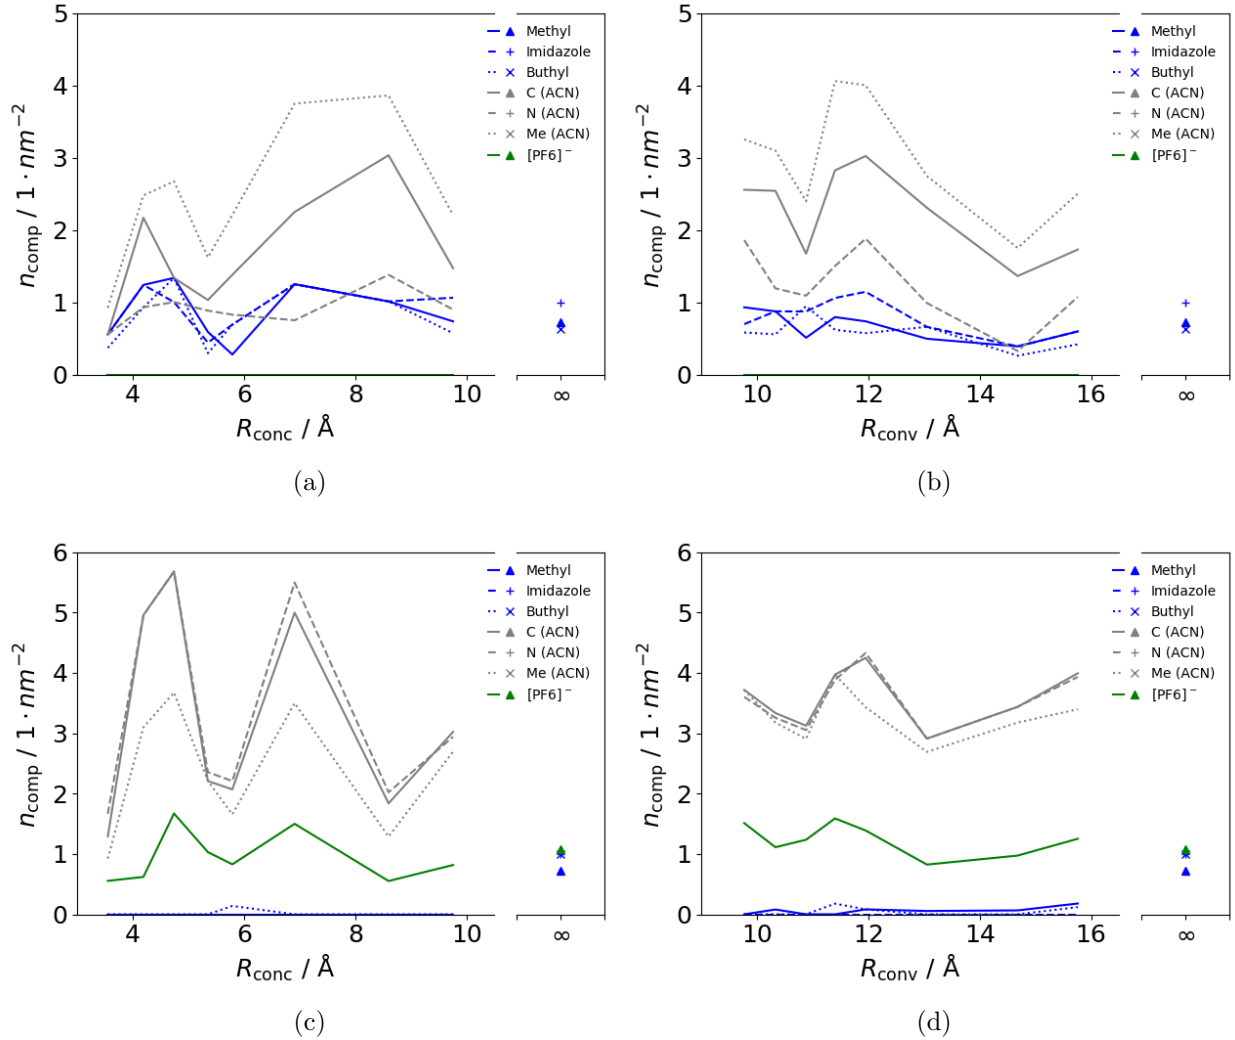 5
4
3
2
1
0
n_comp / 1 · nm⁻²
4 6 8 10 ∞
R_conc / Å
Methyl
Imidazole
Buthyl
C (ACN)
N (ACN)
Me (ACN)
[PF6]⁻
(a)
5
4
3
2
1
0
n_comp / 1 · nm⁻²
10 12 14 16 ∞
R_conv / Å
Methyl
Imidazole
Buthyl
C (ACN)
N (ACN)
Me (ACN)
[PF6]⁻
(b)
6
5
4
3
2
1
0
n_comp / 1 · nm⁻²
4 6 8 10 ∞
R_conc / Å
Methyl
Imidazole
Buthyl
C (ACN)
N (ACN)
Me (ACN)
[PF6]⁻
(c)
6
5
4
3
2
1
0
n_comp / 1 · nm⁻²
10 12 14 16 ∞
R_conv / Å
Methyl
Imidazole
Buthyl
C (ACN)
N (ACN)
Me (ACN)
[PF6]⁻
(d)